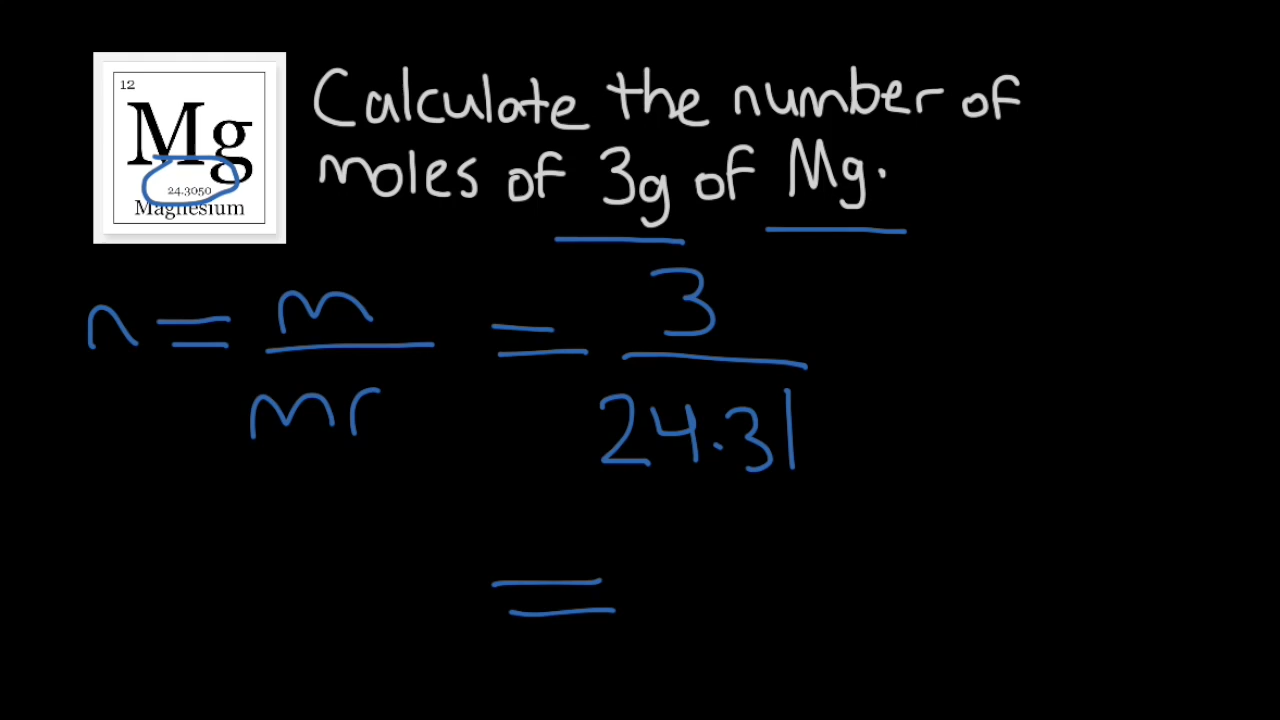 12
Mg
24.3050
Magnesium
Calculate the number of
moles of 3g of Mg.
n = m / mr = 3 / 24.31
=